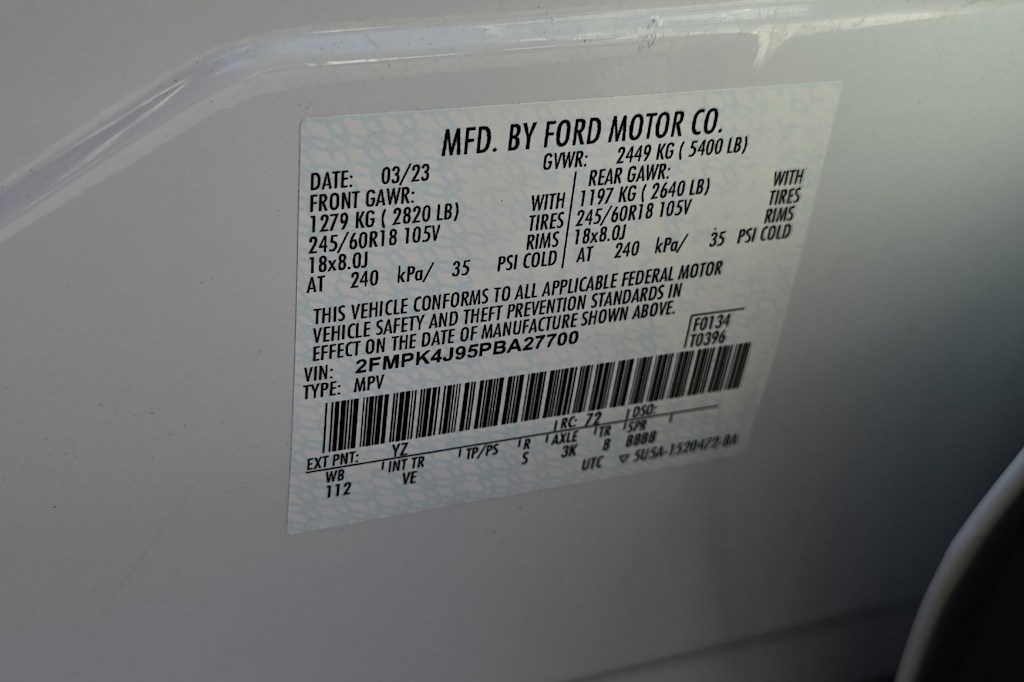 MFD. BY FORD MOTOR CO.
DATE: 03/23 GVWR: 2449 KG ( 5400 LB)
FRONT GAWR: REAR GAWR:
1279 KG ( 2820 LB) WITH 1197 KG ( 2640 LB) WITH
245/60R18 105V TIRES 245/60R18 105V TIRES
18x8.0J RIMS 18x8.0J RIMS
AT 240 kPa/ 35 PSI COLD AT 240 kPa/ 35 PSI COLD
THIS VEHICLE CONFORMS TO ALL APPLICABLE FEDERAL MOTOR
VEHICLE SAFETY AND THEFT PREVENTION STANDARDS IN
EFFECT ON THE DATE OF MANUFACTURE SHOWN ABOVE.
VIN: 2FMPK4J95PBA27700 F0134
TYPE: MPV T0396
EXT PNT: YZ RC: 72 DSO:
WB INT TR TP/PS R AXLE TR SPR
112 VE S 3K 8 BBBB
UTC ▽ 5U5A-1520472-BA